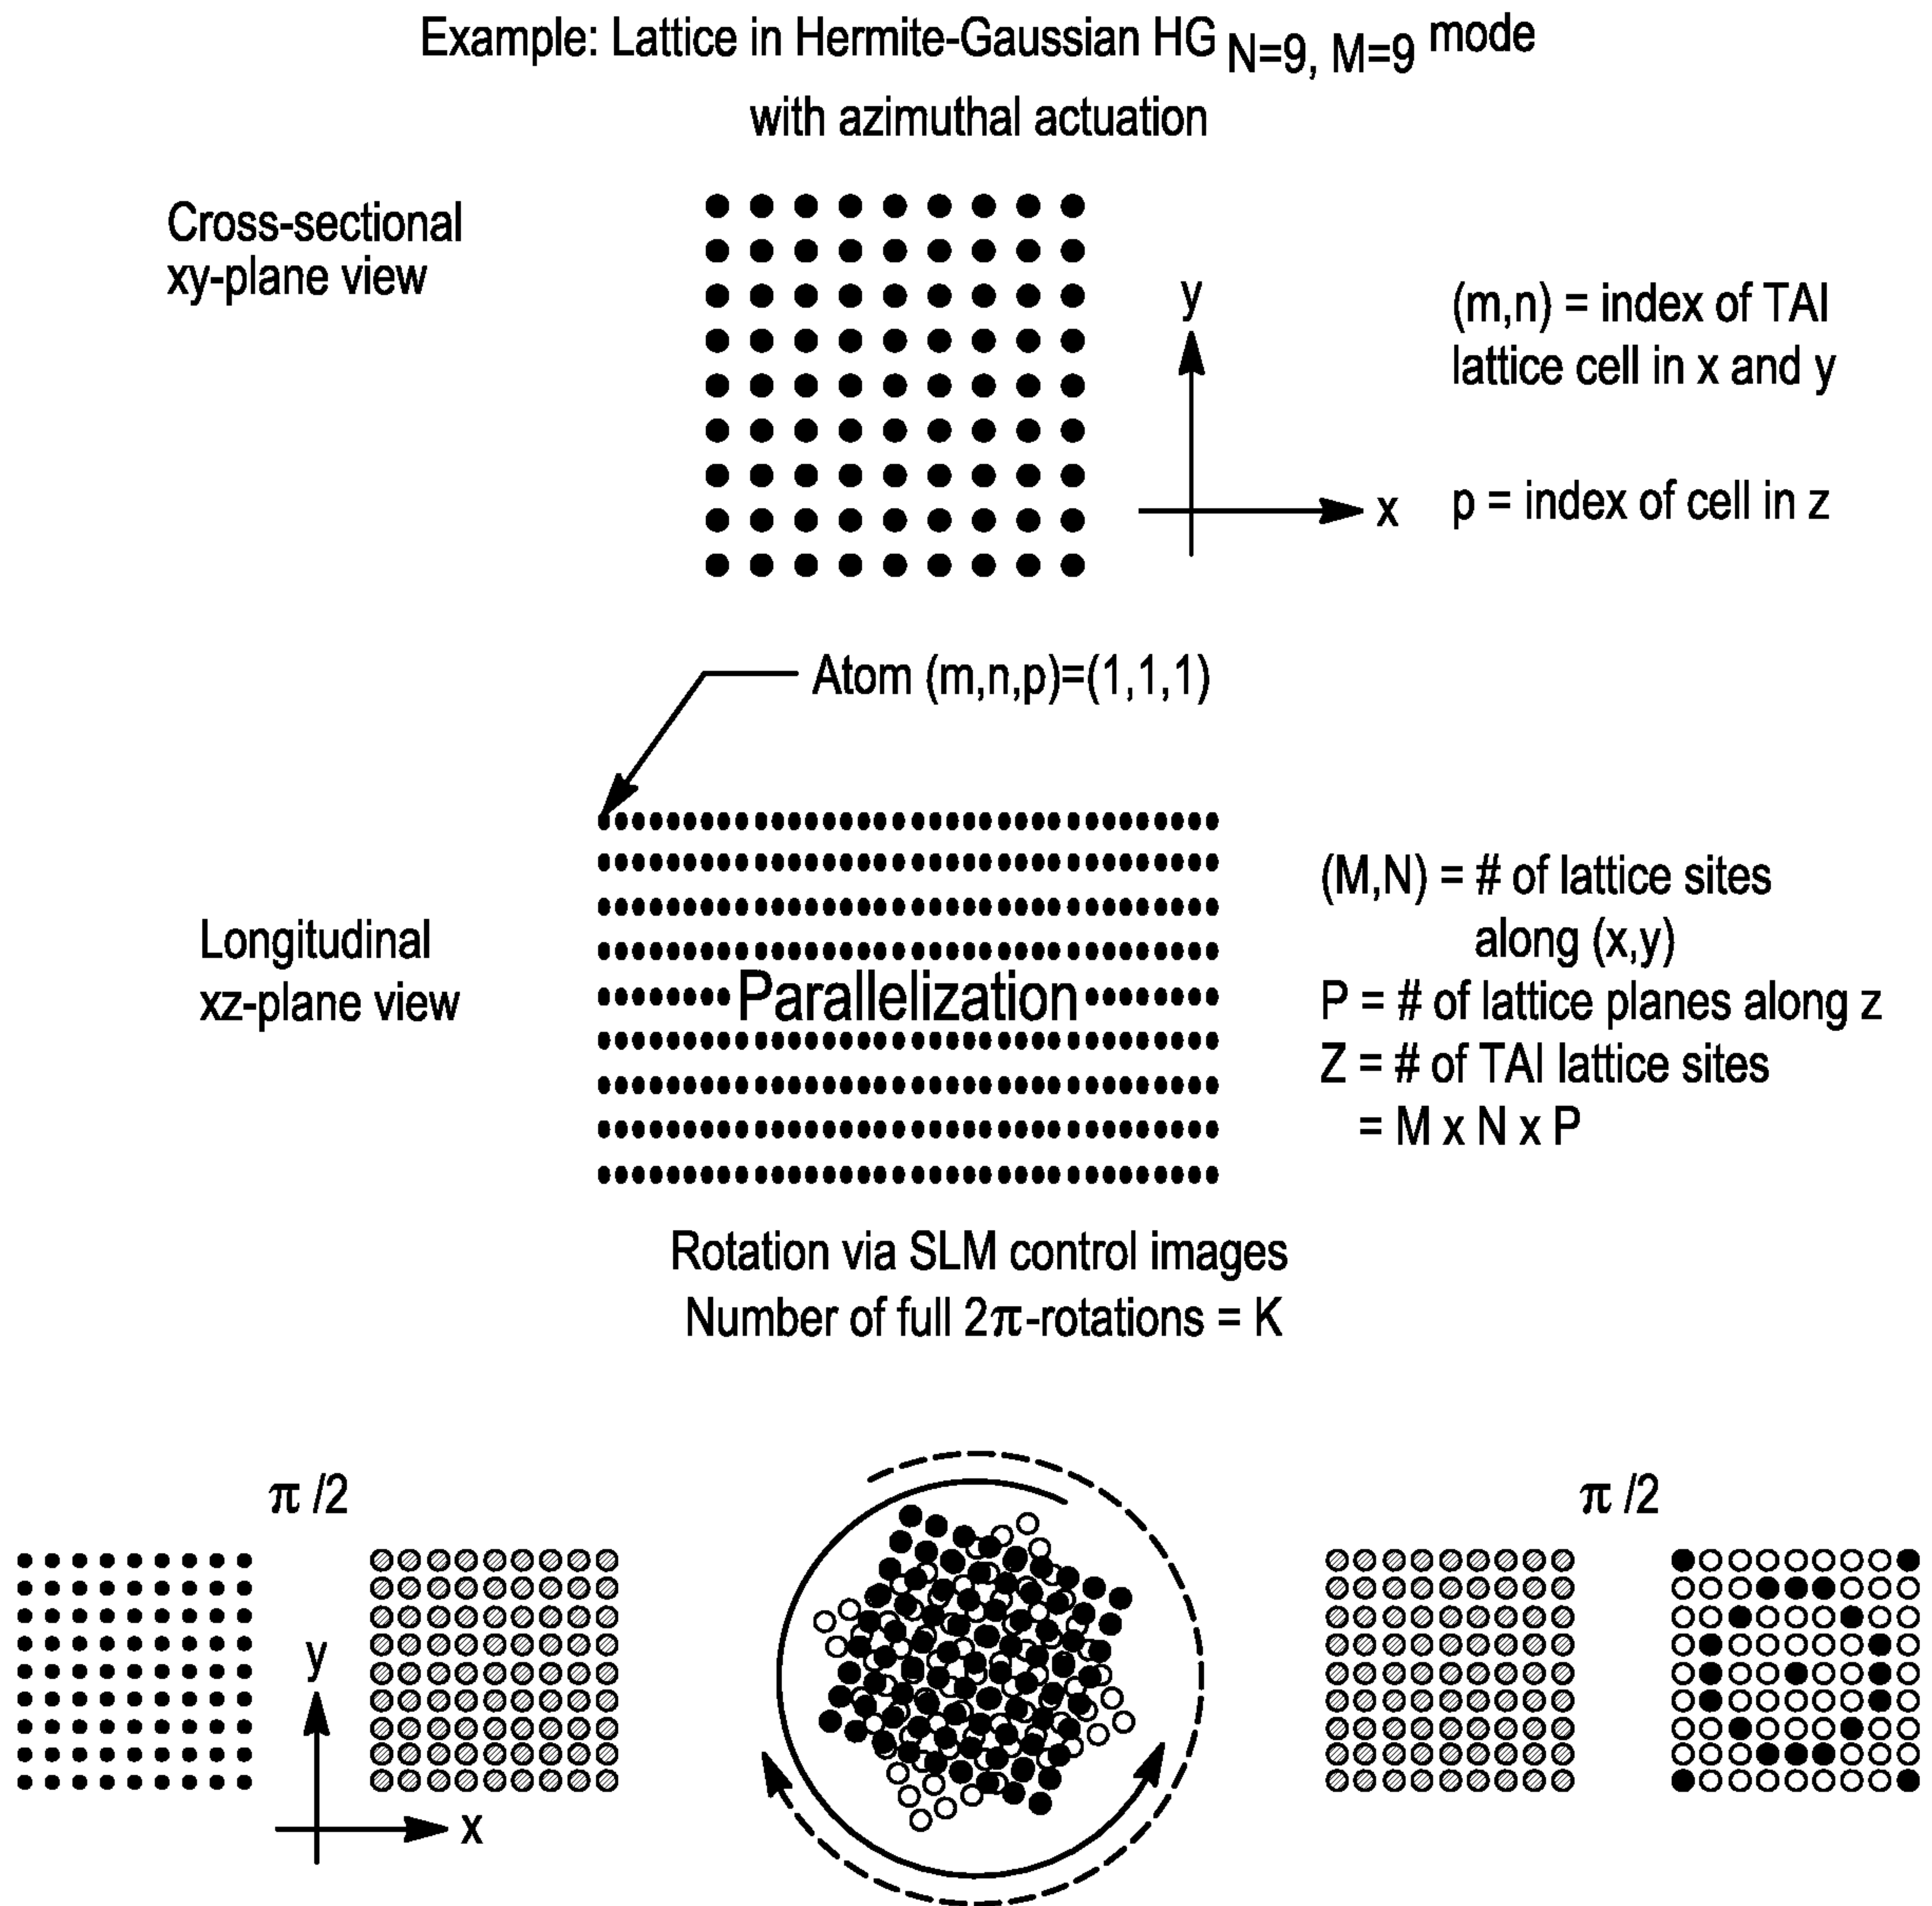 Example: Lattice in Hermite-Gaussian HG N=9, M=9 mode
with azimuthal actuation
Cross-sectional
xy-plane view
y
x
(m,n) = index of TAI
lattice cell in x and y
p = index of cell in z
Atom (m,n,p)=(1,1,1)
Longitudinal
xz-plane view
Parallelization
(M,N) = # of lattice sites
along (x,y)
P = # of lattice planes along z
Z = # of TAI lattice sites
= M x N x P
Rotation via SLM control images
Number of full 2π-rotations = K
π /2
y
x
π /2